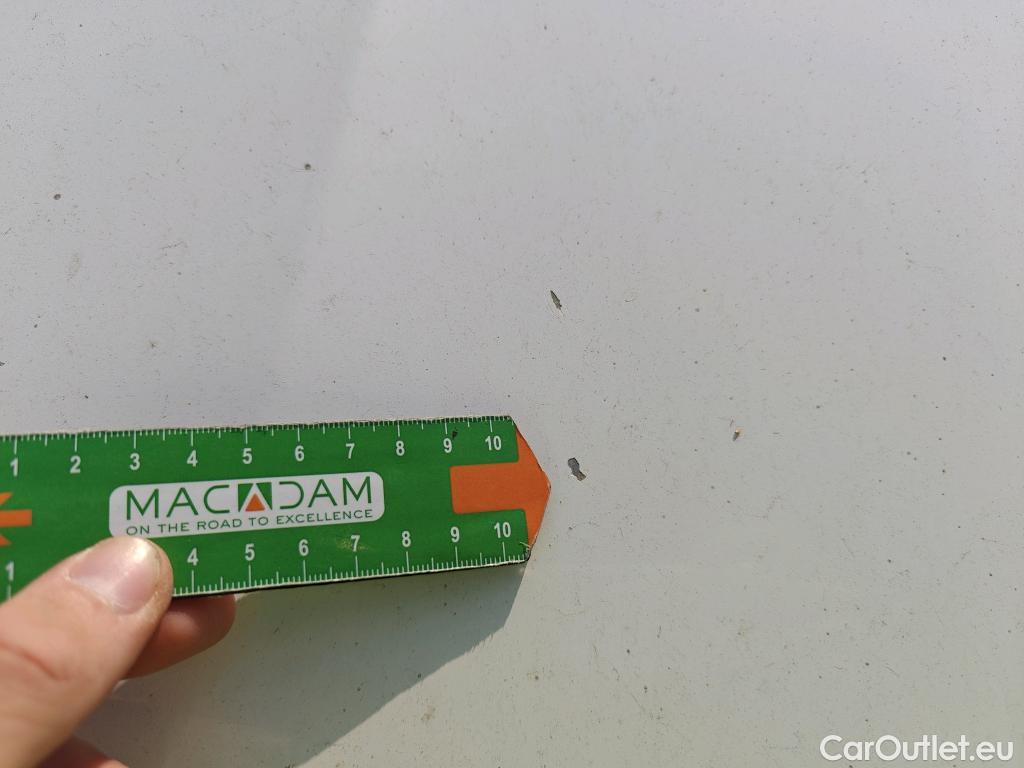 1 2 3 4 5 6 7 8 9 10
MACADAM
ON THE ROAD TO EXCELLENCE
1 4 5 6 7 8 9 10
CarOutlet.eu